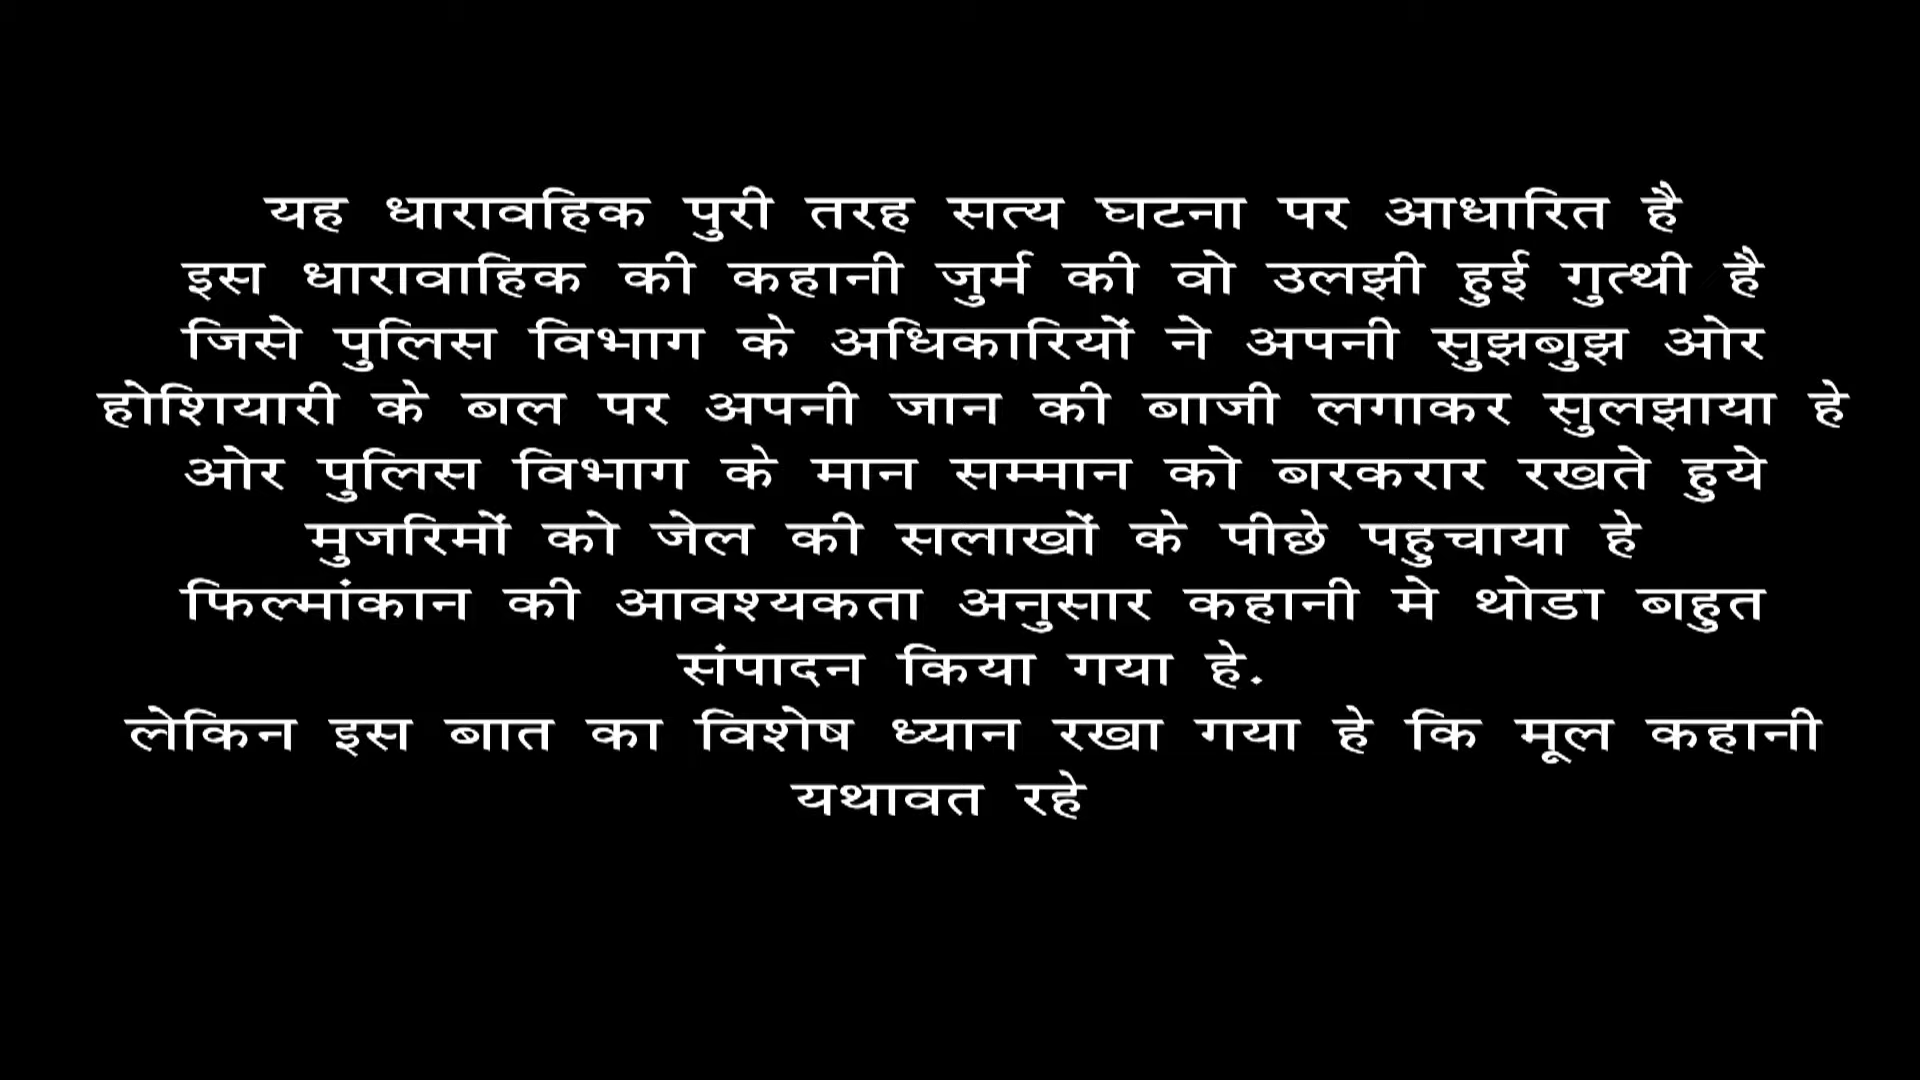 यह धारावहिक पुरी तरह सत्य घटना पर आधारित है
इस धारावाहिक की कहानी जुर्म की वो उलझी हुई गुत्थी है
जिसे पुलिस विभाग के अधिकारियों ने अपनी सुझबुझ ओर
होशियारी के बल पर अपनी जान की बाजी लगाकर सुलझाया हे
ओर पुलिस विभाग के मान सम्मान को बरकरार रखते हुये
मुजरिमों को जेल की सलाखों के पीछे पहुचाया हे
फिल्मांकान की आवश्यकता अनुसार कहानी मे थोडा बहुत
संपादन किया गया हे.
लेकिन इस बात का विशेष ध्यान रखा गया हे कि मूल कहानी
यथावत रहे